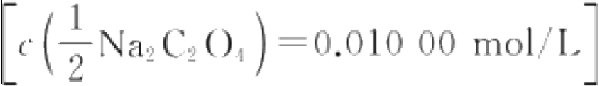 [c(1/2 Na₂C₂O₄)=0.010 00 mol/L]